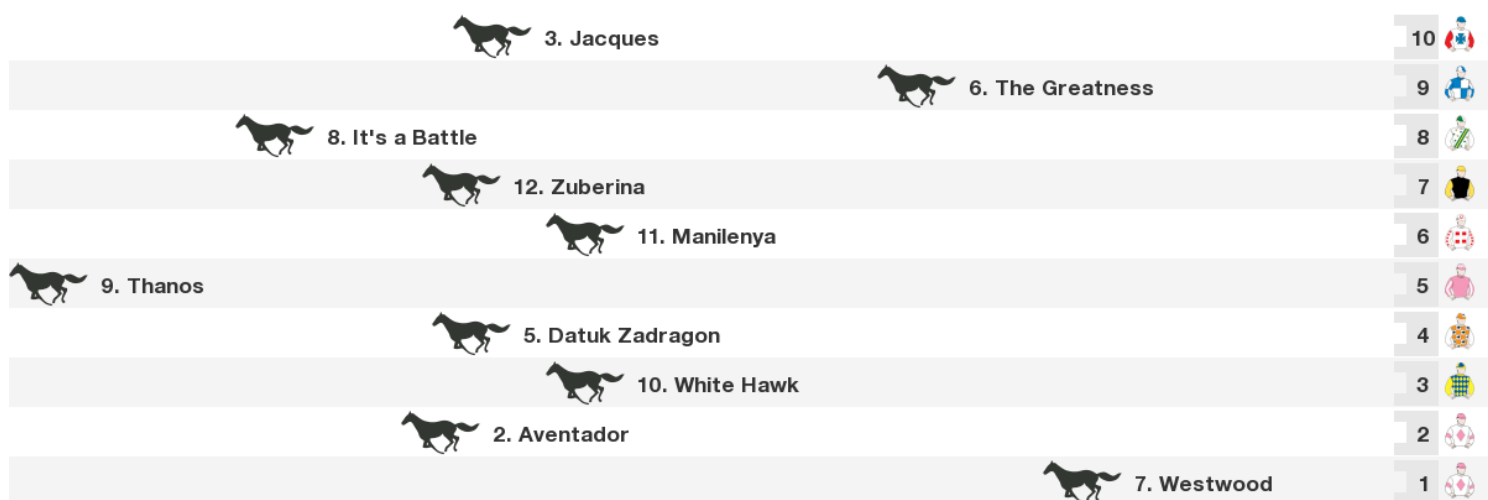 3. Jacques 10
6. The Greatness 9
8. It's a Battle 8
12. Zuberina 7
11. Manilenya 6
9. Thanos 5
5. Datuk Zadragon 4
10. White Hawk 3
2. Aventador 2
7. Westwood 1